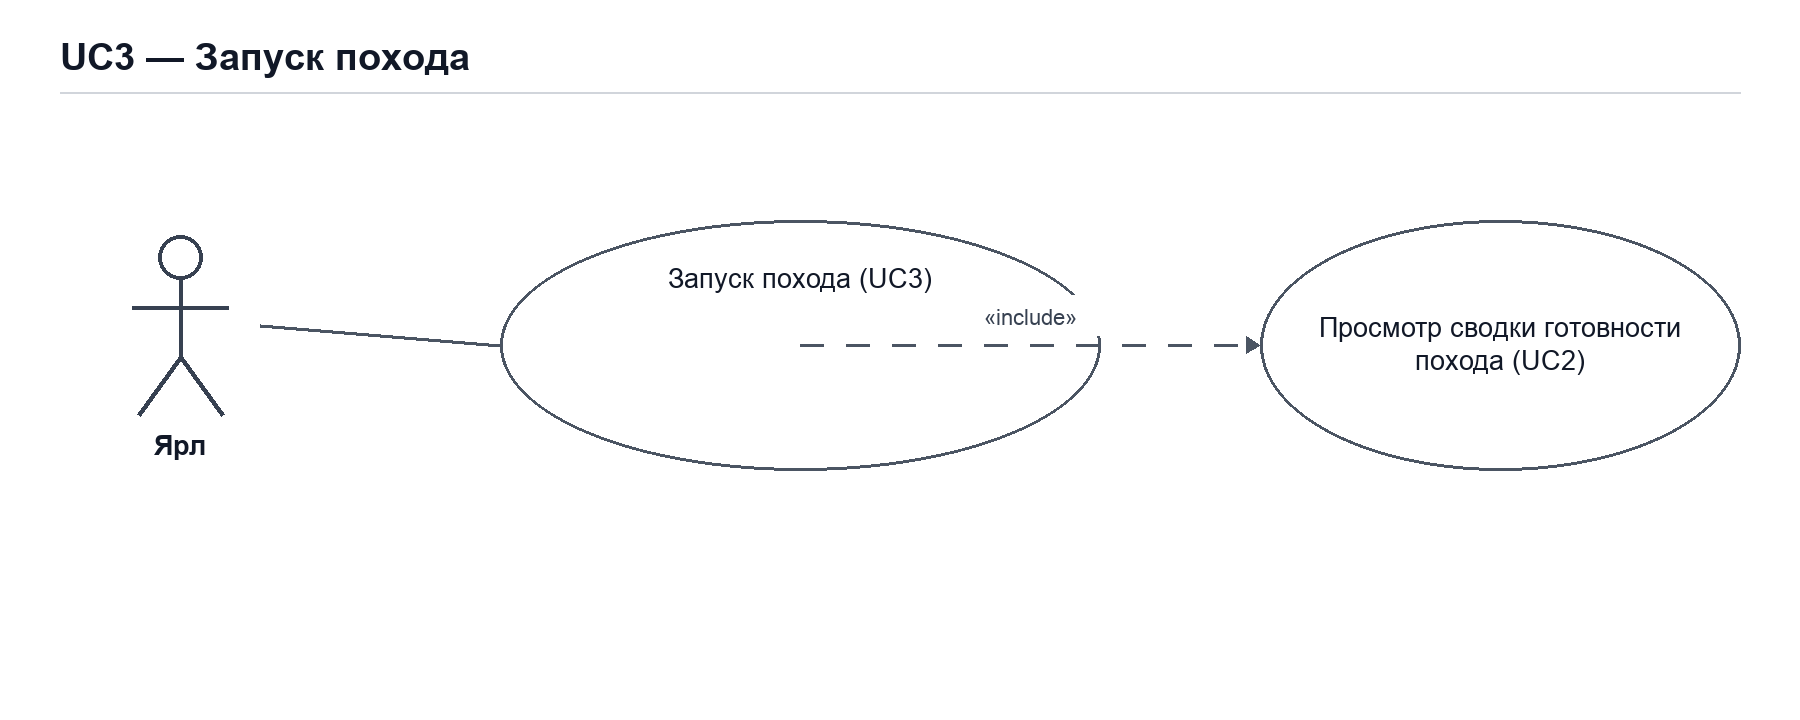 UC3 — Запуск похода
Запуск похода (UC3)
«include»
Просмотр сводки готовности
похода (UC2)
Ярл